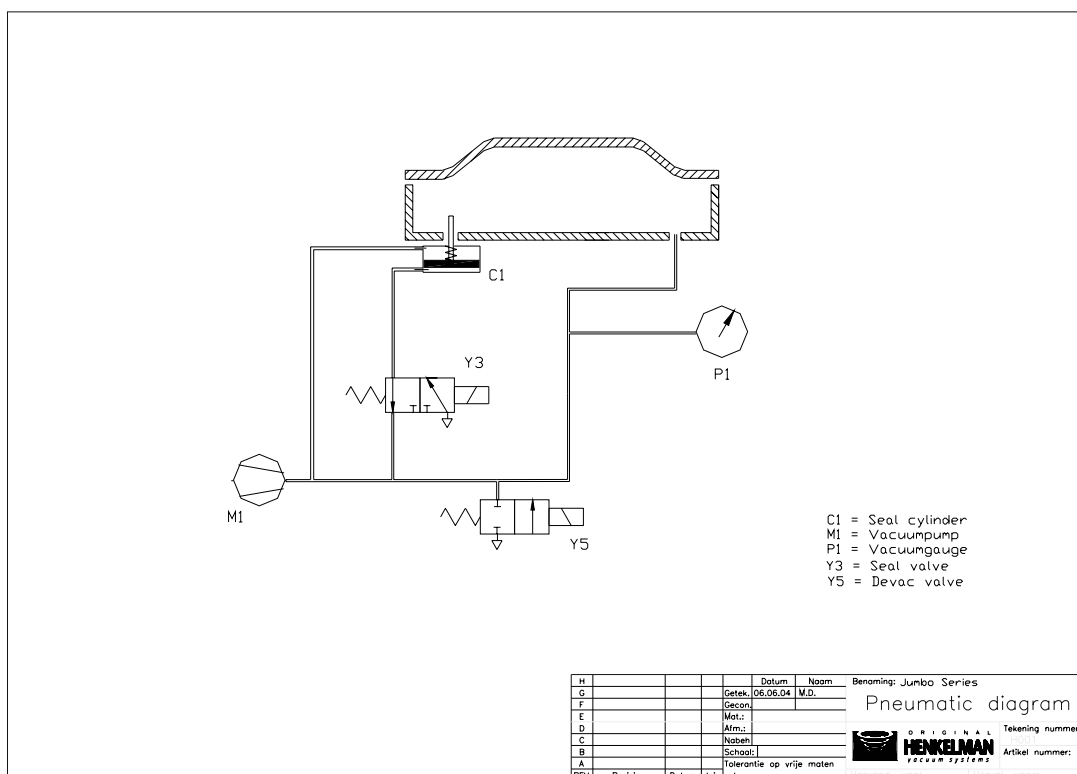 C1
Y3
P1
M1
Y5
C1 = Seal cylinder
M1 = Vacuumpump
P1 = Vacuumgauge
Y3 = Seal valve
Y5 = Devac valve
H Datum Naam Benaming: Jumbo Series
G Getek. 06.06.04 M.D.
F Gecon. Pneumatic diagram
E Mat.:
D Afm.: ORIGINAL Tekening nummer
C Nabeh HENKELMAN
B Schaal: vacuum systems Artikel nummer:
A Tolerantie op vrije maten